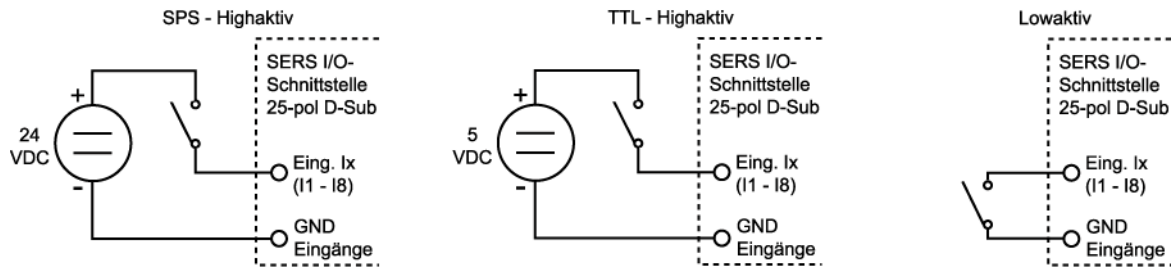 SPS - Highaktiv
SERS I/O-
Schnittstelle
25-pol D-Sub
+
24
VDC
-
Eing. Ix
(I1 - I8)
GND
Eingänge
TTL - Highaktiv
SERS I/O-
Schnittstelle
25-pol D-Sub
+
5
VDC
-
Eing. Ix
(I1 - I8)
GND
Eingänge
Lowaktiv
SERS I/O-
Schnittstelle
25-pol D-Sub
Eing. Ix
(I1 - I8)
GND
Eingänge